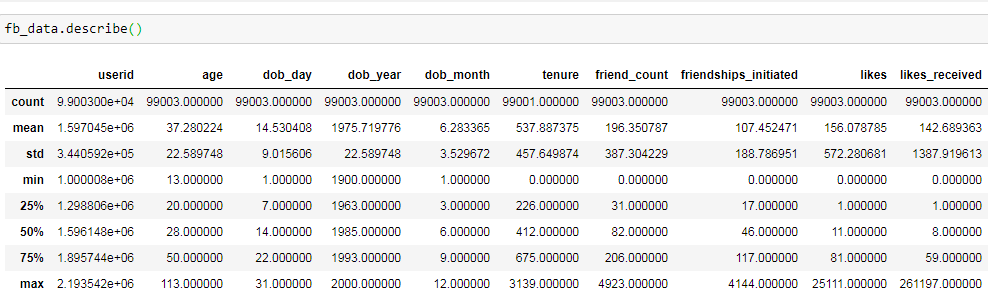 fb_data.describe()
userid age dob_day dob_year dob_month tenure friend_count friendships_initiated likes likes_received
count 9.900300e+04 99003.000000 99003.000000 99003.000000 99003.000000 99001.000000 99003.000000 99003.000000 99003.000000 99003.000000
mean 1.597045e+06 37.280224 14.530408 1975.719776 6.283365 537.887375 196.350787 107.452471 156.078785 142.689363
std 3.440592e+05 22.589748 9.015606 22.589748 3.529672 457.649874 387.304229 188.786951 572.280681 1387.919613
min 1.000008e+06 13.000000 1.000000 1900.000000 1.000000 0.000000 0.000000 0.000000 0.000000 0.000000
25% 1.298806e+06 20.000000 7.000000 1963.000000 3.000000 226.000000 31.000000 17.000000 1.000000 1.000000
50% 1.596148e+06 28.000000 14.000000 1985.000000 6.000000 412.000000 82.000000 46.000000 11.000000 8.000000
75% 1.895744e+06 50.000000 22.000000 1993.000000 9.000000 675.000000 206.000000 117.000000 81.000000 59.000000
max 2.193542e+06 113.000000 31.000000 2000.000000 12.000000 3139.000000 4923.000000 4144.000000 25111.000000 261197.000000